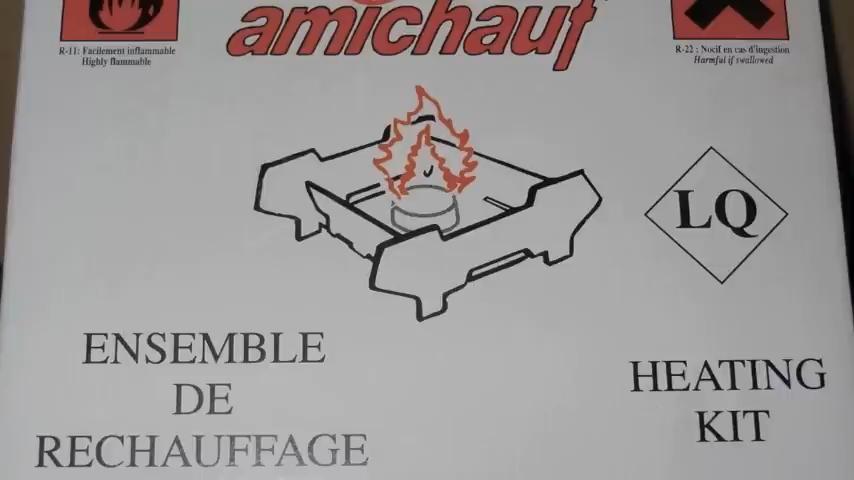 amichauf
R-11: Facilement inflammable
Highly flammable
R-22 : Nocif en cas d'ingestion
Harmful if swallowed
LQ
ENSEMBLE
DE
RECHAUFFAGE
HEATING
KIT